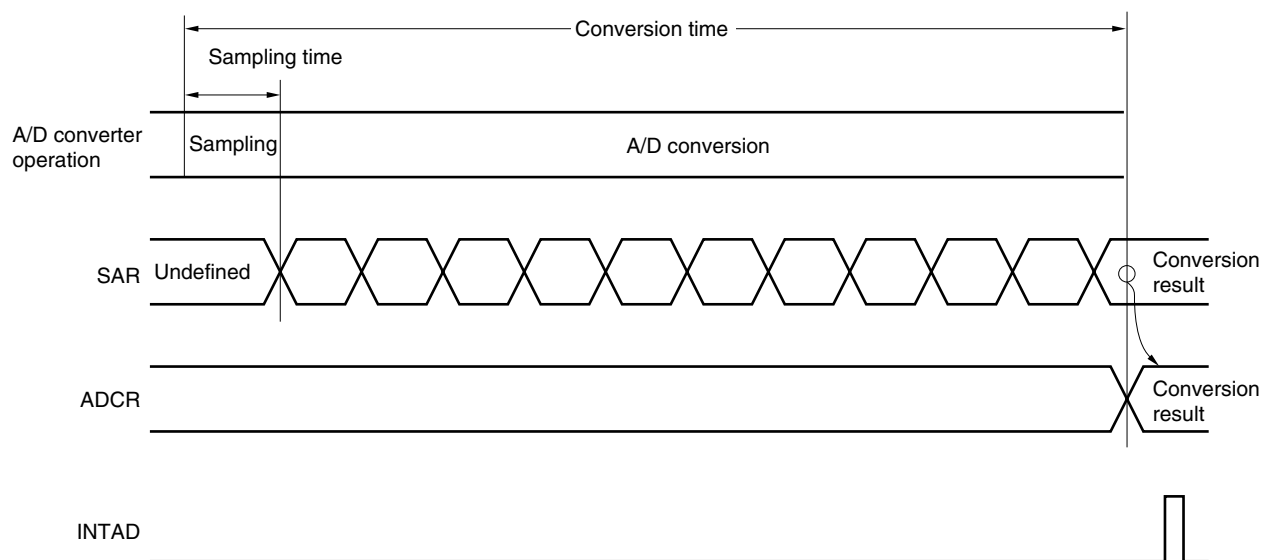 Conversion time
Sampling time
A/D converter
operation
Sampling
A/D conversion
SAR
Undefined
Conversion
result
ADCR
Conversion
result
INTAD